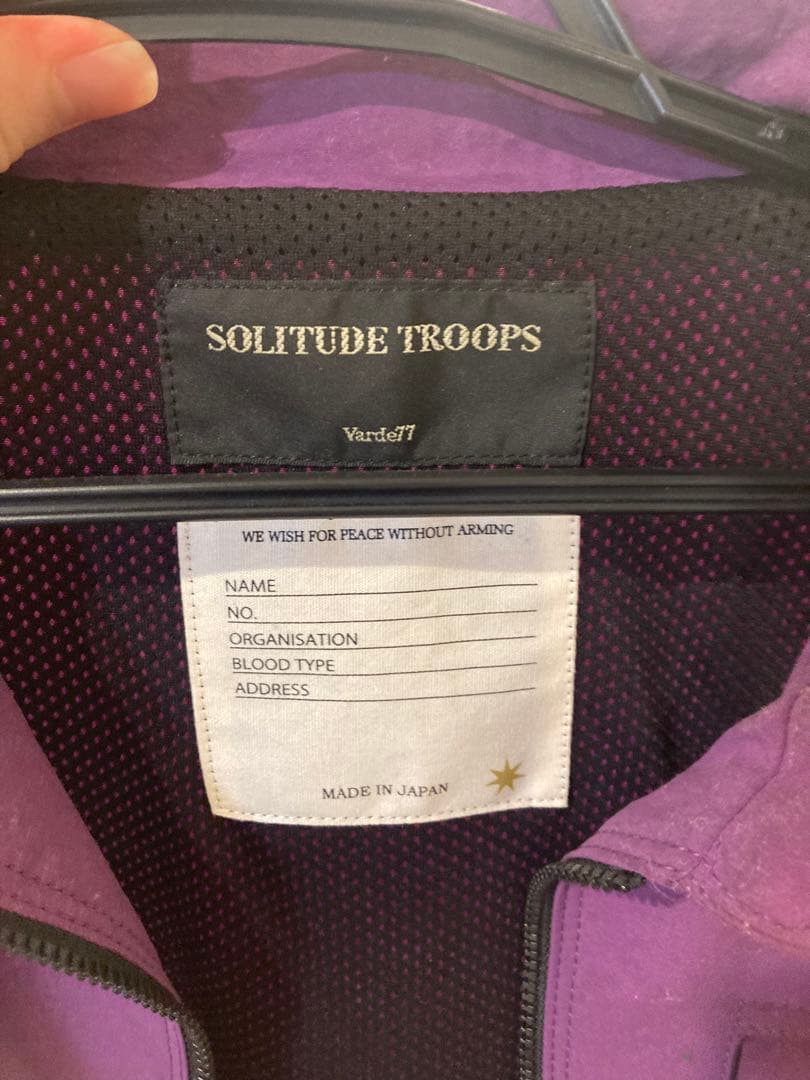 SOLITUDE TROOPS
Varde77
WE WISH FOR PEACE WITHOUT ARMING
NAME
NO.
ORGANISATION
BLOOD TYPE
ADDRESS
MADE IN JAPAN